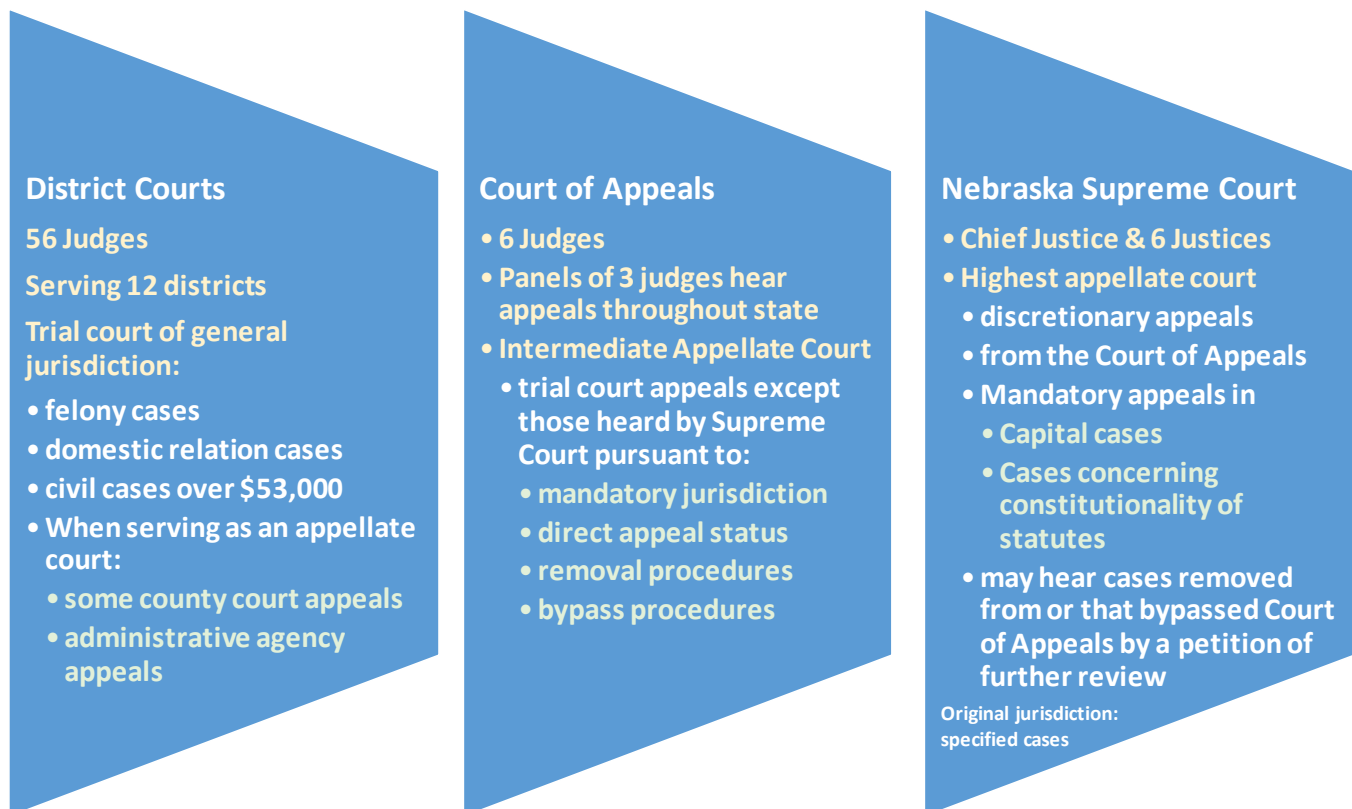 District Courts
56 Judges
Serving 12 districts
Trial court of general
jurisdiction:
• felony cases
• domestic relation cases
• civil cases over $53,000
• When serving as an appellate
court:
• some county court appeals
• administrative agency
appeals
Court of Appeals
• 6 Judges
• Panels of 3 judges hear
appeals throughout state
• Intermediate Appellate Court
• trial court appeals except
those heard by Supreme
Court pursuant to:
• mandatory jurisdiction
• direct appeal status
• removal procedures
• bypass procedures
Nebraska Supreme Court
• Chief Justice & 6 Justices
• Highest appellate court
• discretionary appeals
• from the Court of Appeals
• Mandatory appeals in
• Capital cases
• Cases concerning
constitutionality of
statutes
• may hear cases removed
from or that bypassed Court
of Appeals by a petition of
further review
Original jurisdiction:
specified cases